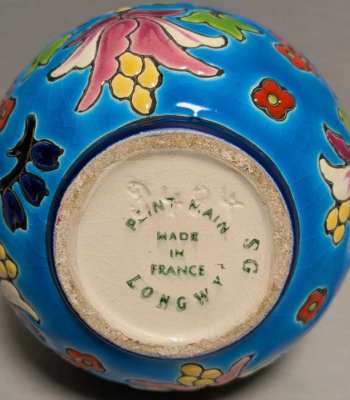 PEINT MAIN
MADE
IN
FRANCE
LONGWY
SG